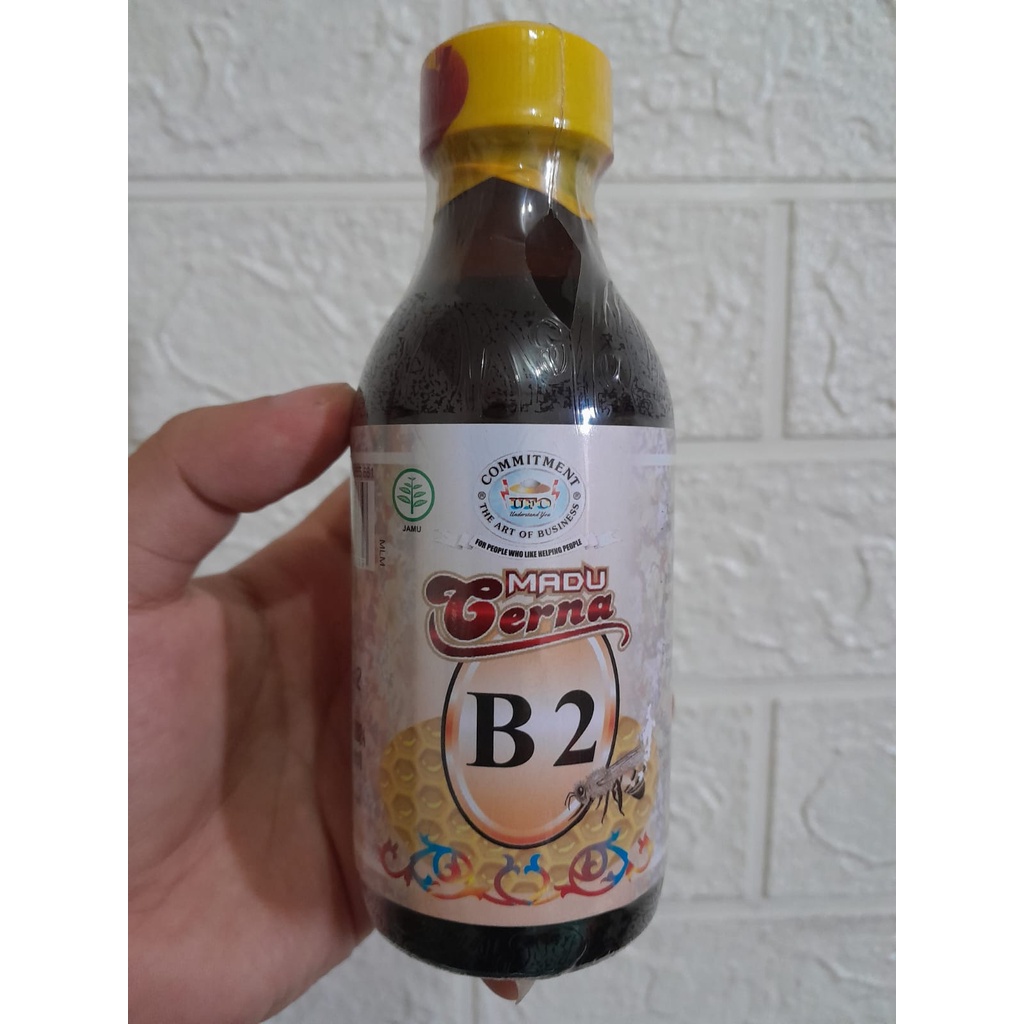 COMMITMENT
UFO
Understand You
® THE ART OF BUSINESS ®
FOR PEOPLE WHO LIKE HELPING PEOPLE
JAMU
MLM
MADU
Cerna
B 2